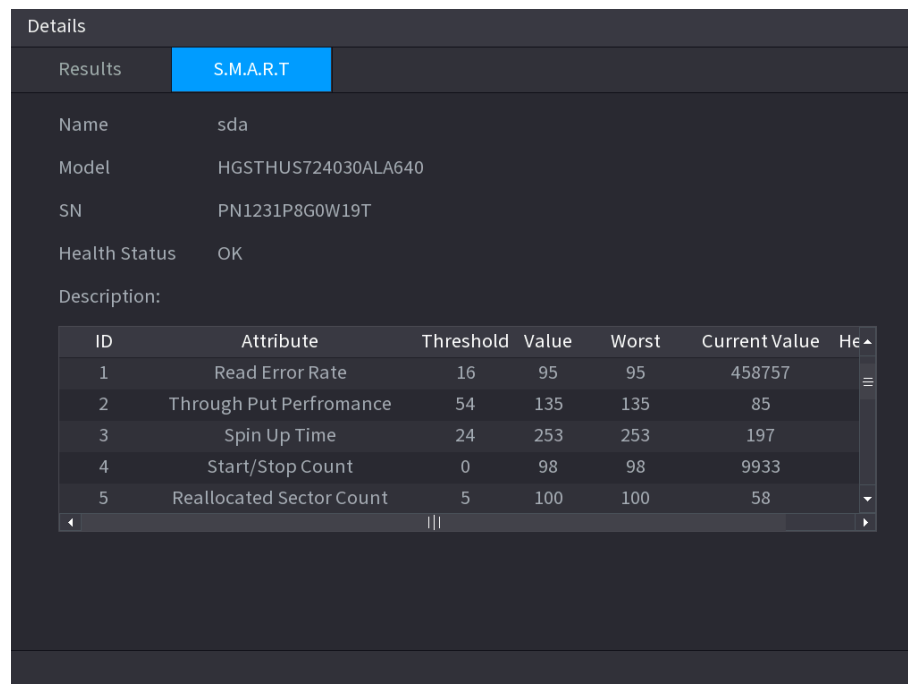 Details
Results S.M.A.R.T
Name sda
Model HGSTHUS724030ALA640
SN PN1231P8G0W19T
Health Status OK
Description:
ID Attribute Threshold Value Worst Current Value He
1 Read Error Rate 16 95 95 458757
2 Through Put Perfromance 54 135 135 85
3 Spin Up Time 24 253 253 197
4 Start/Stop Count 0 98 98 9933
5 Reallocated Sector Count 5 100 100 58